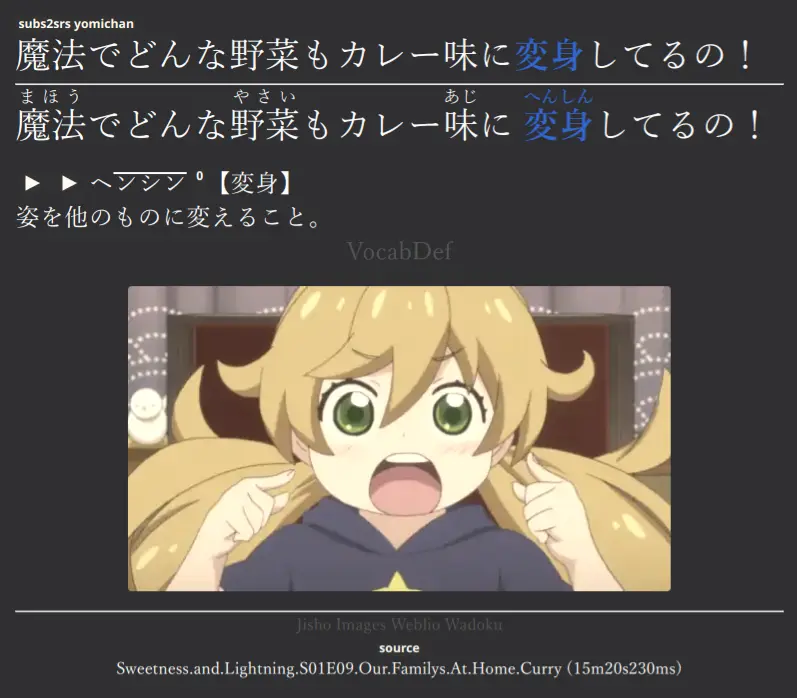 subs2srs yomichan
魔法でどんな野菜もカレー味に変身してるの！
まほう やさい あじ へんしん
魔法でどんな野菜もカレー味に 変身してるの！
▶ ▶ ヘンシン 0【変身】
姿を他のものに変えること。
VocabDef
Jisho Images Weblio Wadoku
source
Sweetness.and.Lightning.S01E09.Our.Familys.At.Home.Curry (15m20s230ms)